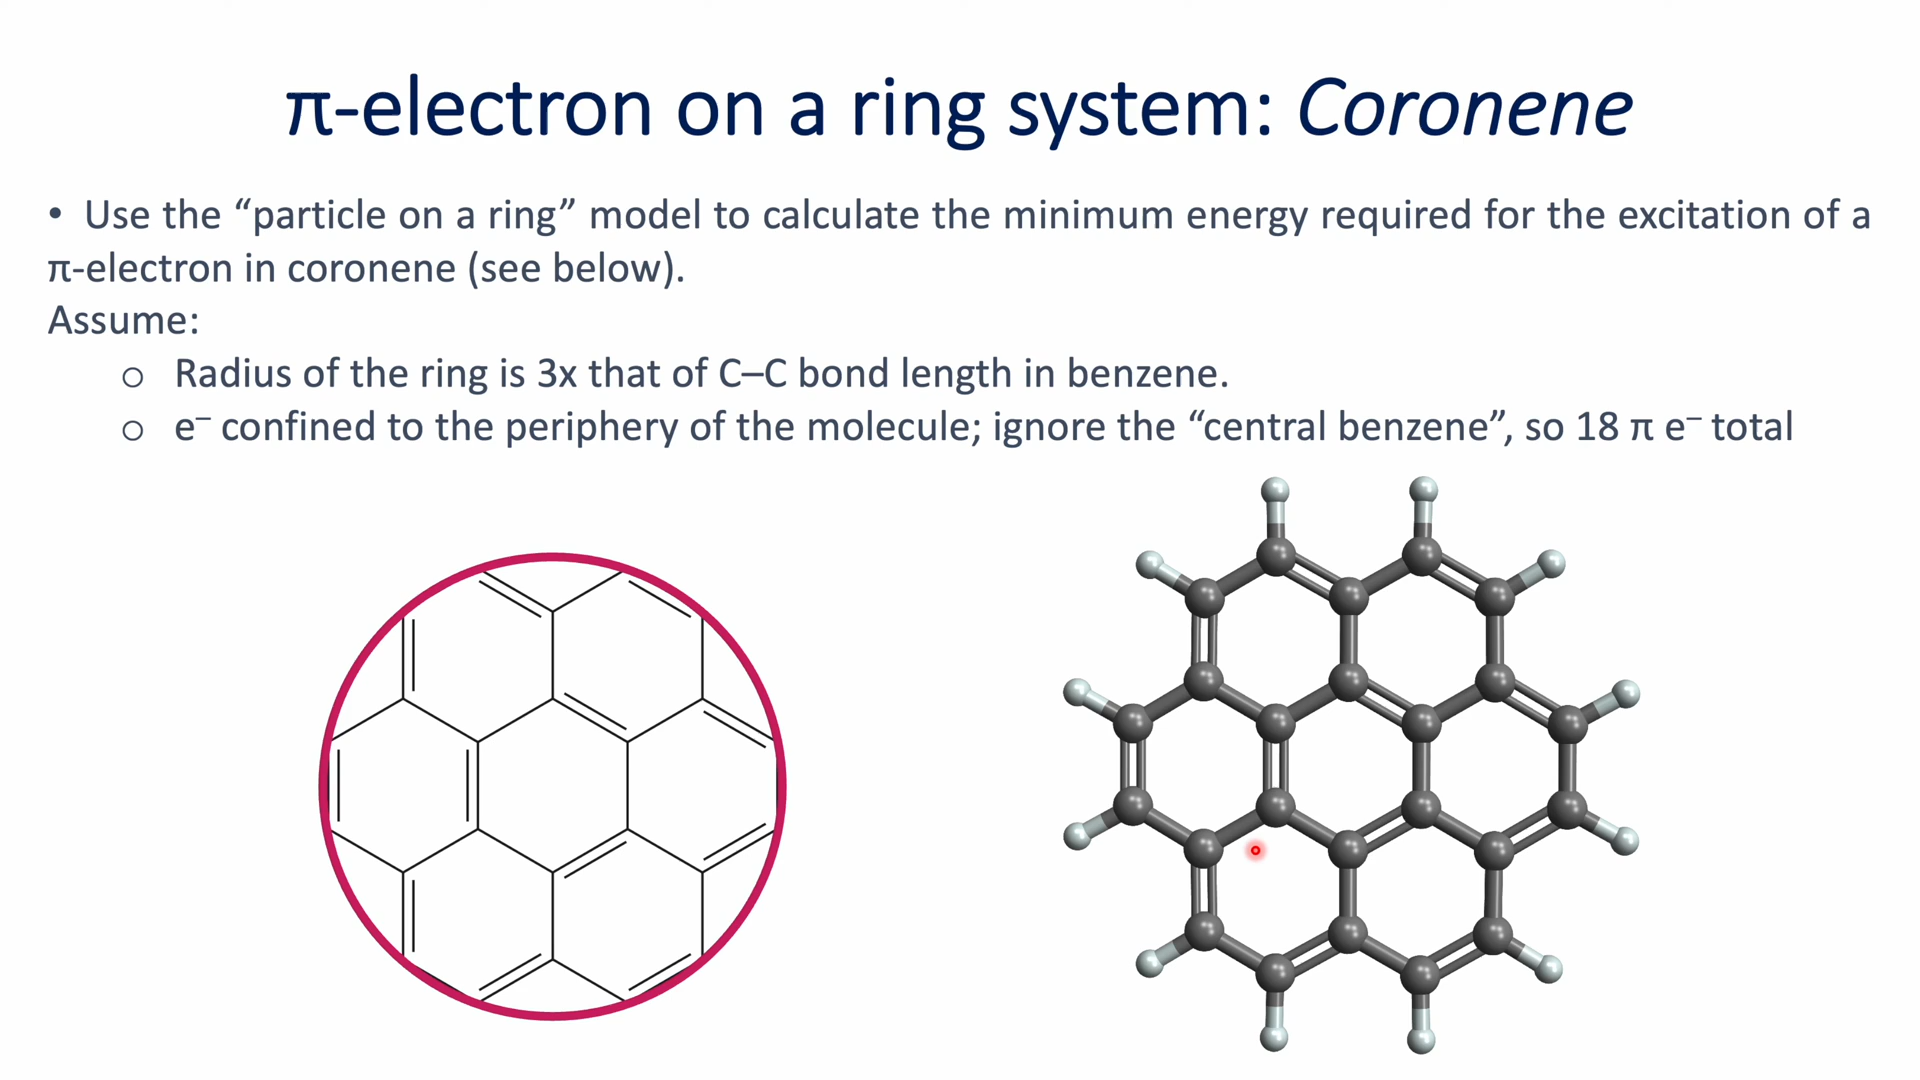 π-electron on a ring system: Coronene
• Use the “particle on a ring” model to calculate the minimum energy required for the excitation of a
π-electron in coronene (see below).
Assume:
o Radius of the ring is 3x that of C–C bond length in benzene.
o e⁻ confined to the periphery of the molecule; ignore the “central benzene”, so 18 π e⁻ total